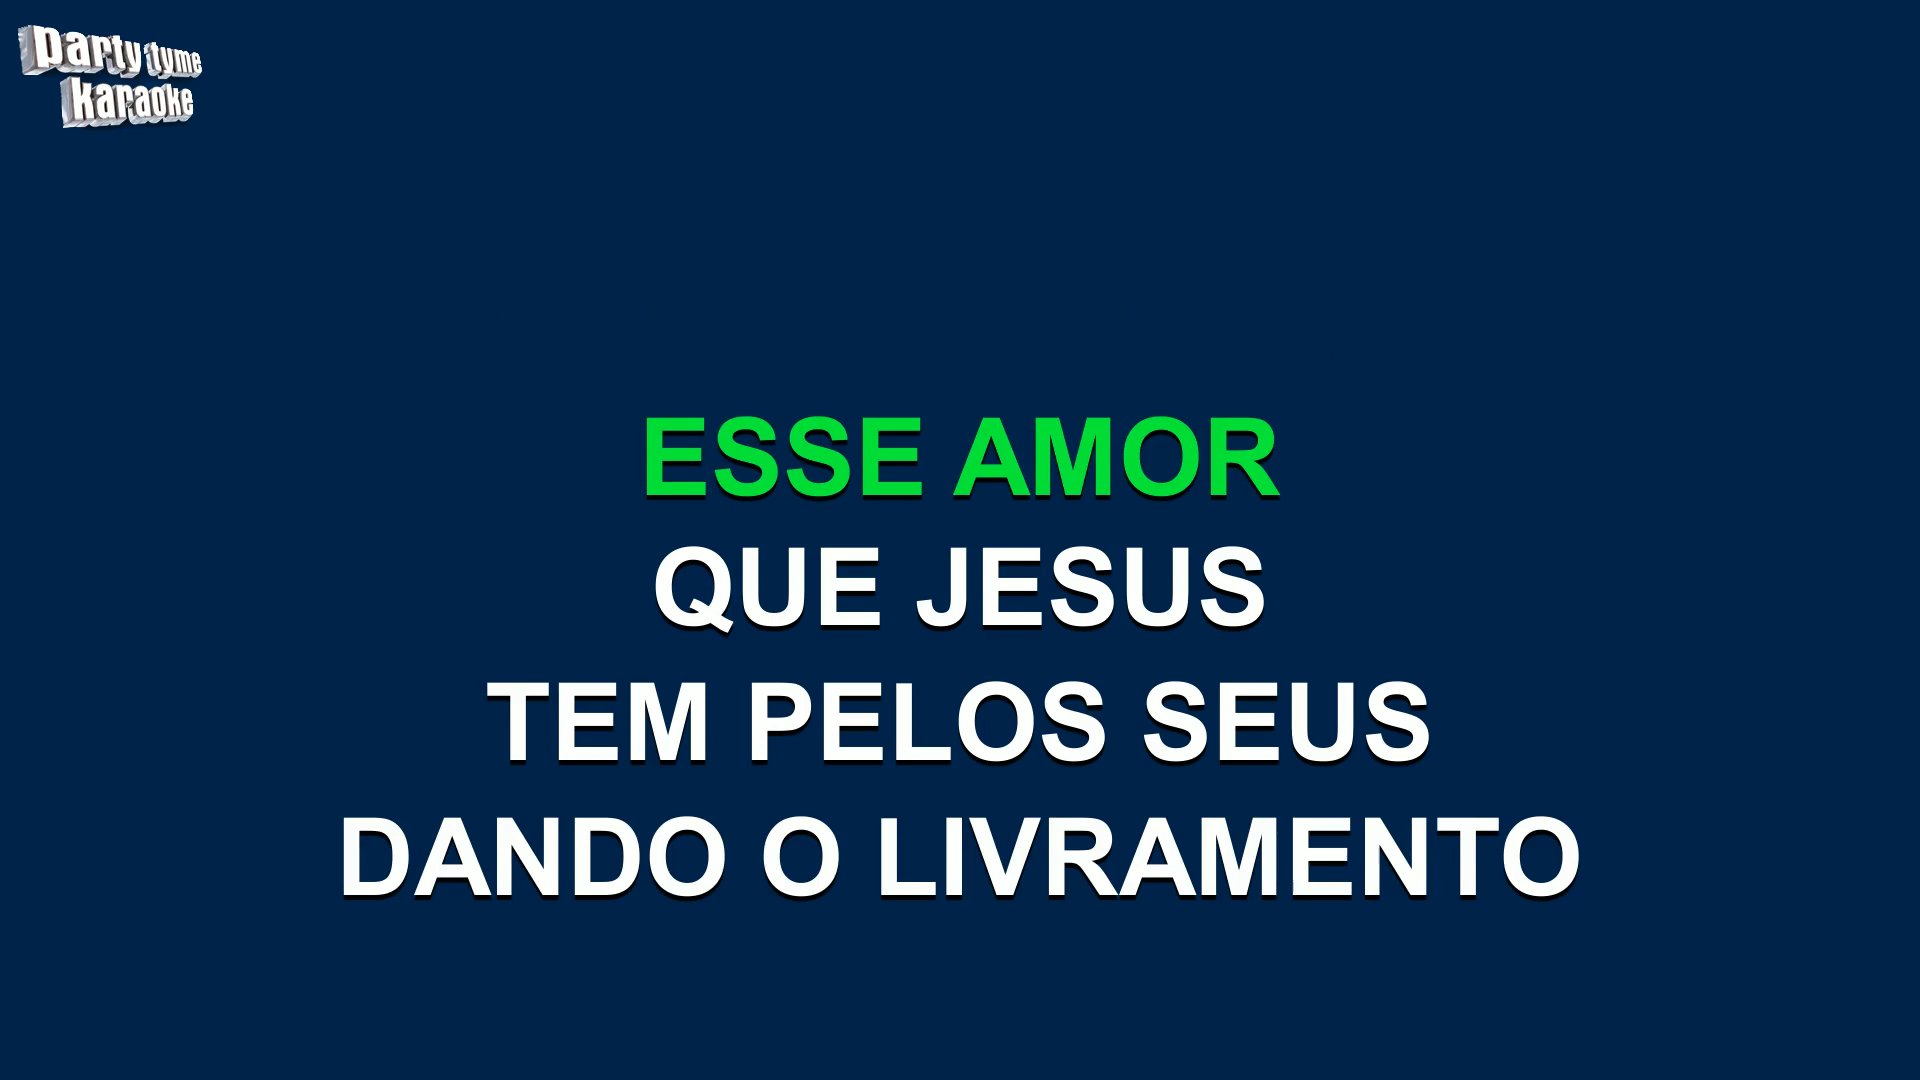 party tyme
karaoke
ESSE AMOR
QUE JESUS
TEM PELOS SEUS
DANDO O LIVRAMENTO